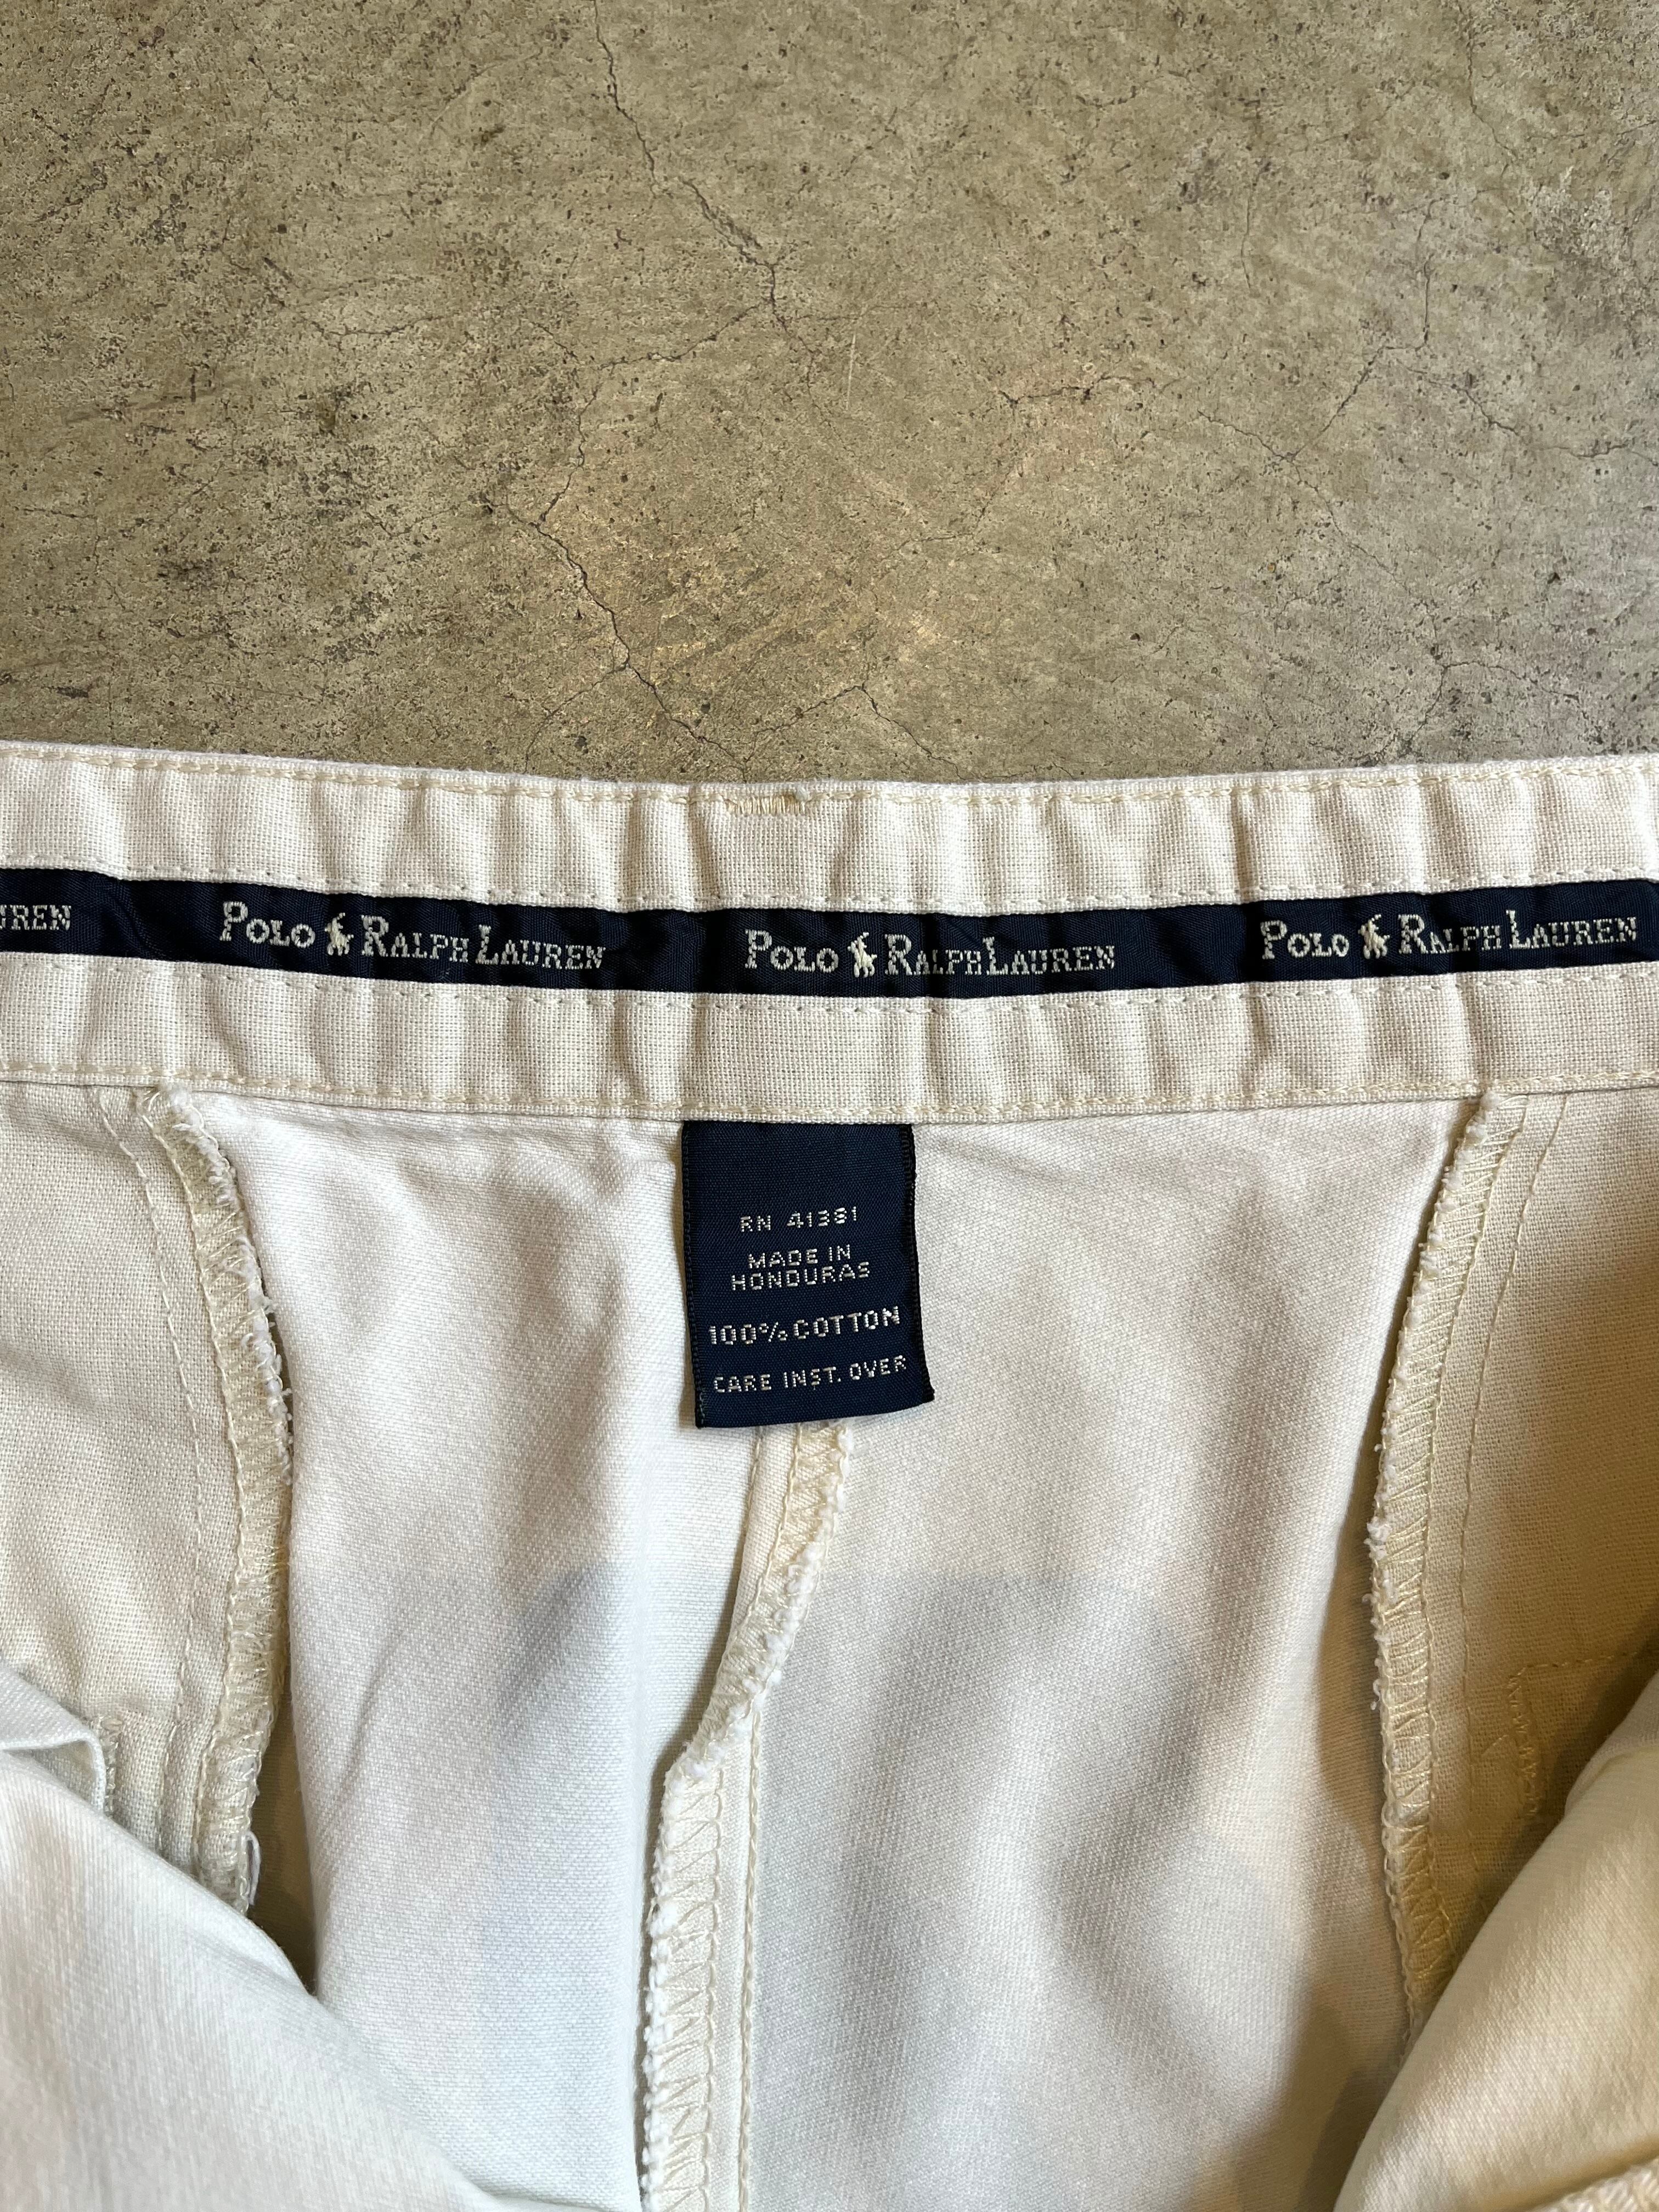 UREN POLO RALPH LAUREN POLO RALPH LAUREN POLO RALPH LAUREN
RN 41381
MADE IN
HONDURAS
100% COTTON
CARE INST. OVER